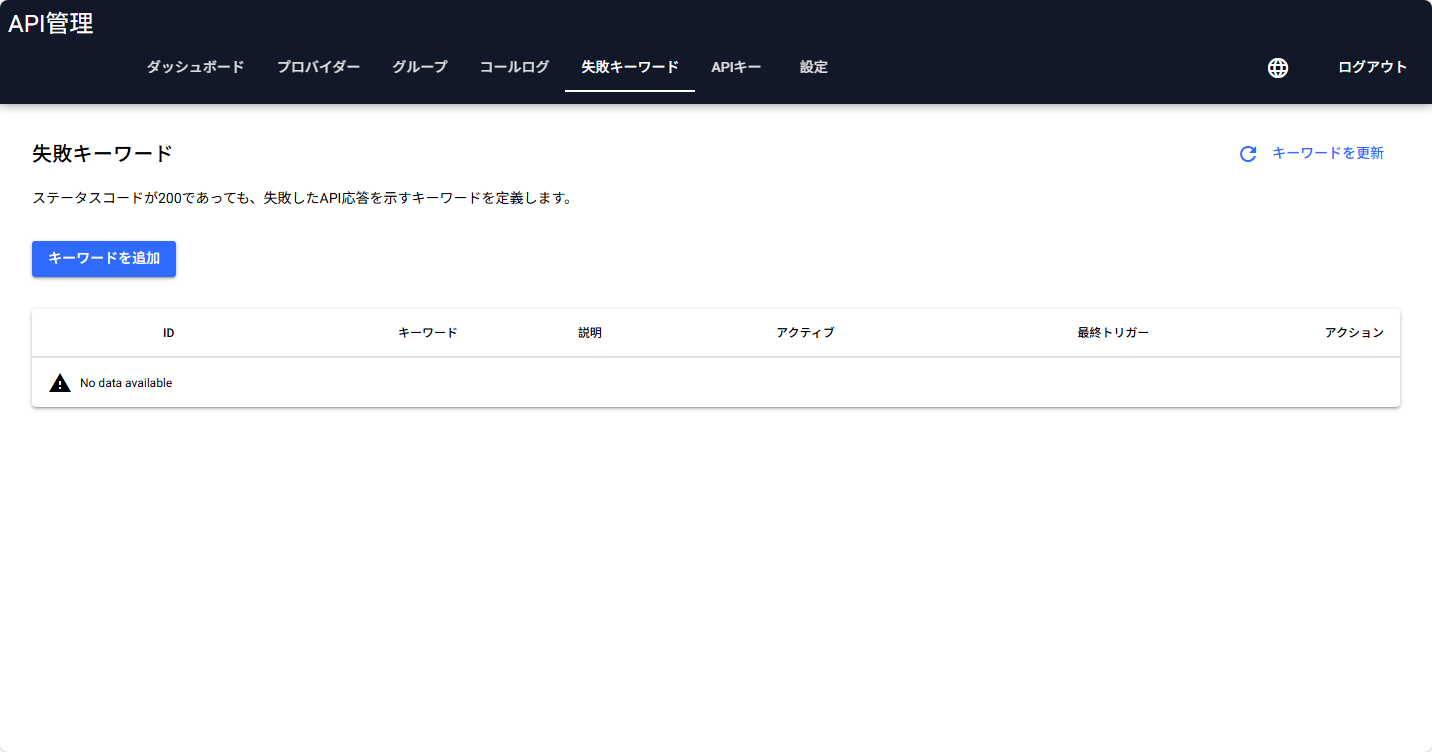 API管理
ダッシュボード プロバイダー グループ コールログ 失敗キーワード APIキー 設定 ログアウト
失敗キーワード キーワードを更新
ステータスコードが200であっても、失敗したAPI応答を示すキーワードを定義します。
キーワードを追加
ID キーワード 説明 アクティブ 最終トリガー アクション
No data available